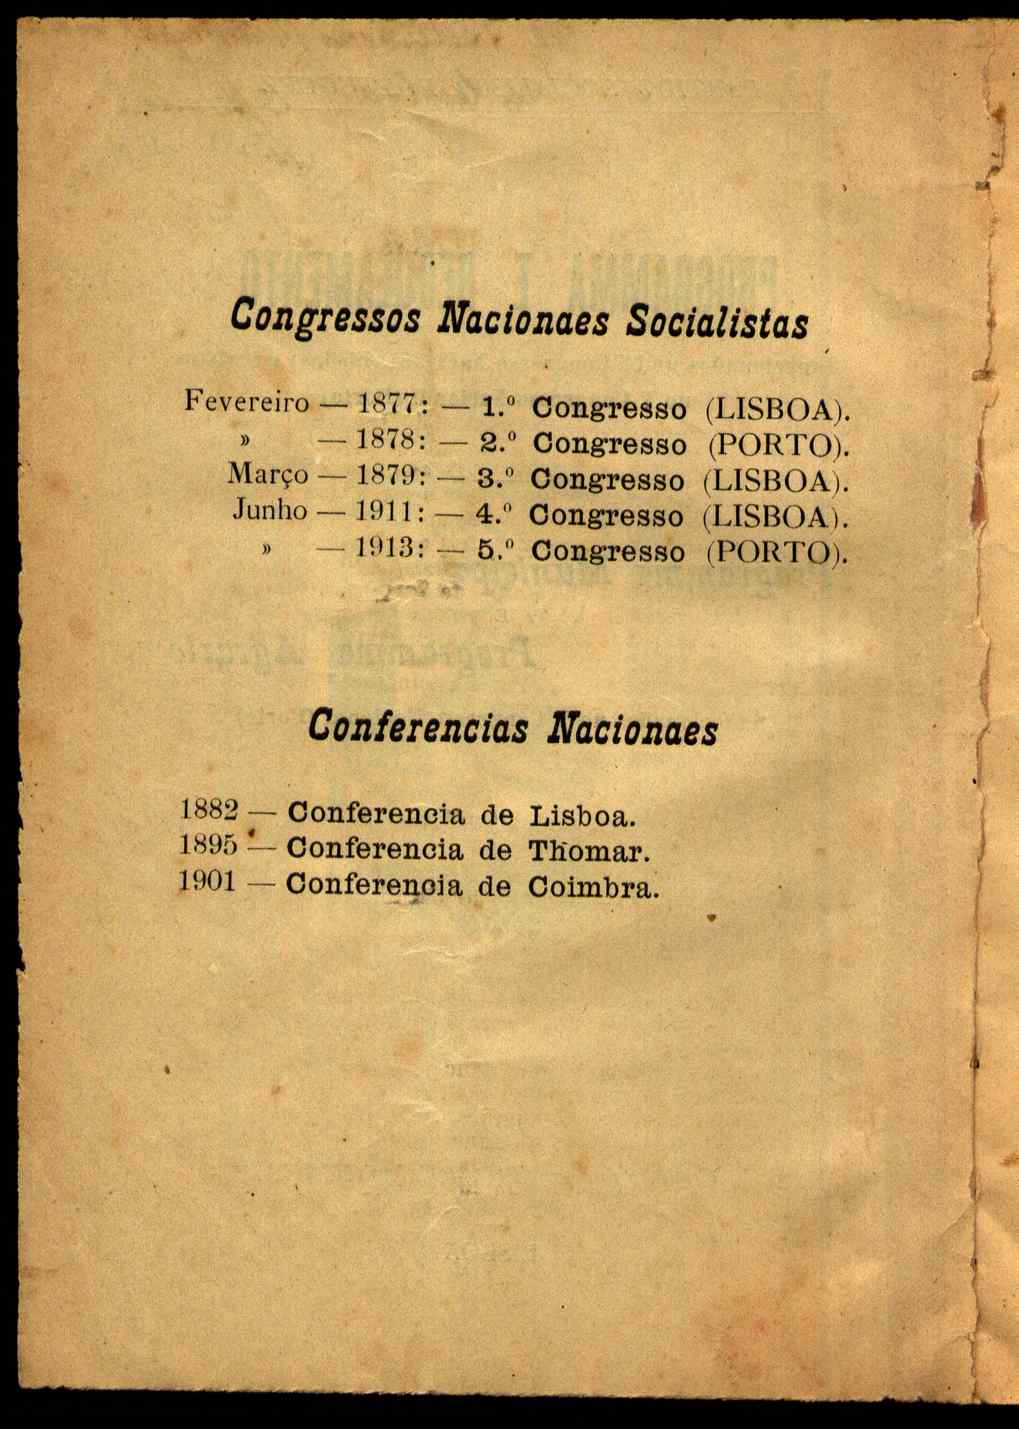 Congressos Nacionaes Socialistas
Fevereiro — 1877: — 1.º Congresso (LISBOA).
» — 1878: — 2.º Congresso (PORTO).
Março — 1879: — 3.º Congresso (LISBOA).
Junho — 1911: — 4.º Congresso (LISBOA).
» — 1913: — 5.º Congresso (PORTO).
Conferencias Nacionaes
1882 — Conferencia de Lisboa.
1895 — Conferencia de Thomar.
1901 — Conferencia de Coimbra.